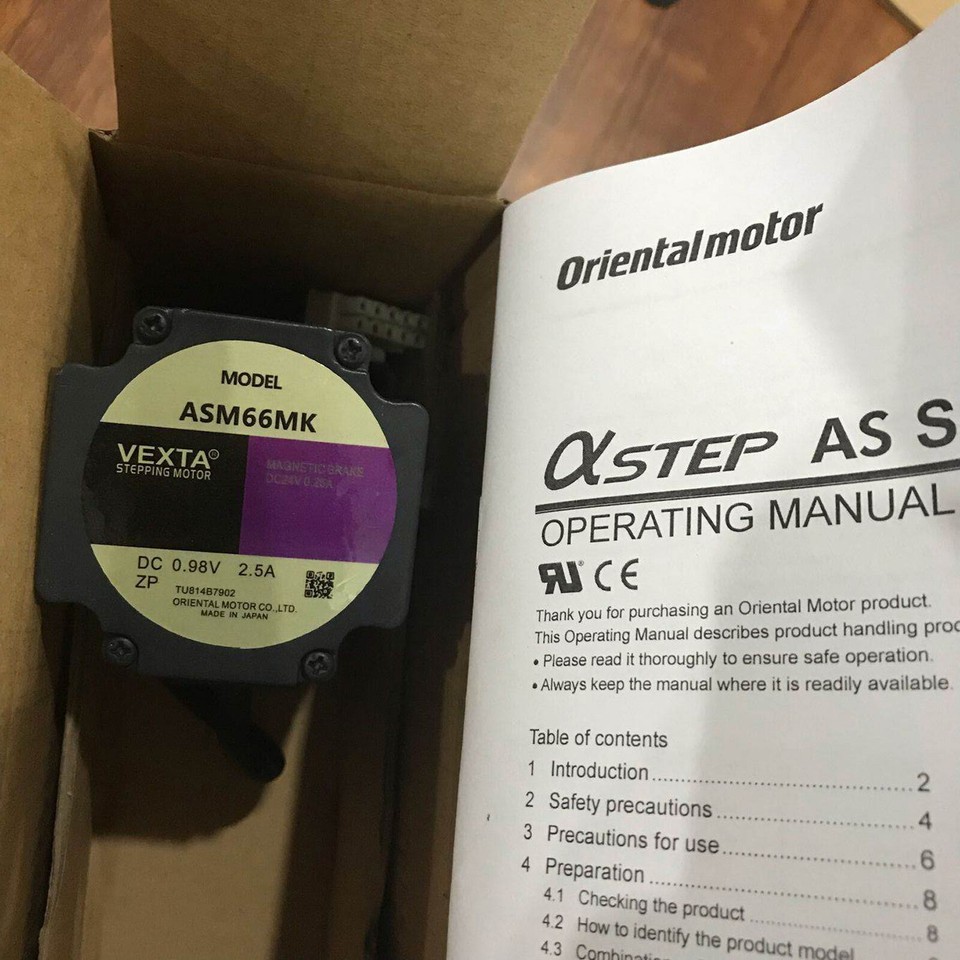 MODEL
ASM66MK
VEXTA®
STEPPING MOTOR
MAGNETIC BRAKE
DC24V 0.26A
DC 0.98V 2.5A
ZP
TU814B7902
ORIENTAL MOTOR CO.,LTD.
MADE IN JAPAN
Orientalmotor
αSTEP AS S
OPERATING MANUAL
Thank you for purchasing an Oriental Motor product.
This Operating Manual describes product handling proc
• Please read it thoroughly to ensure safe operation.
• Always keep the manual where it is readily available.
Table of contents
1 Introduction.....................................2
2 Safety precautions............................4
3 Precautions for use...........................6
4 Preparation......................................8
4.1 Checking the product........................8
4.2 How to identify the product model
4.3